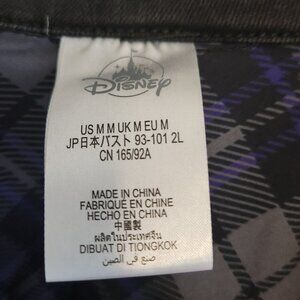 Disney
US M M UK M EU M
JP日本バスト 93-101 2L
CN 165/92A
MADE IN CHINA
FABRIQUÉ EN CHINE
HECHO EN CHINA
中國製
ผลิตในประเทศจีน
DIBUAT DI TIONGKOK
صنع في الصين